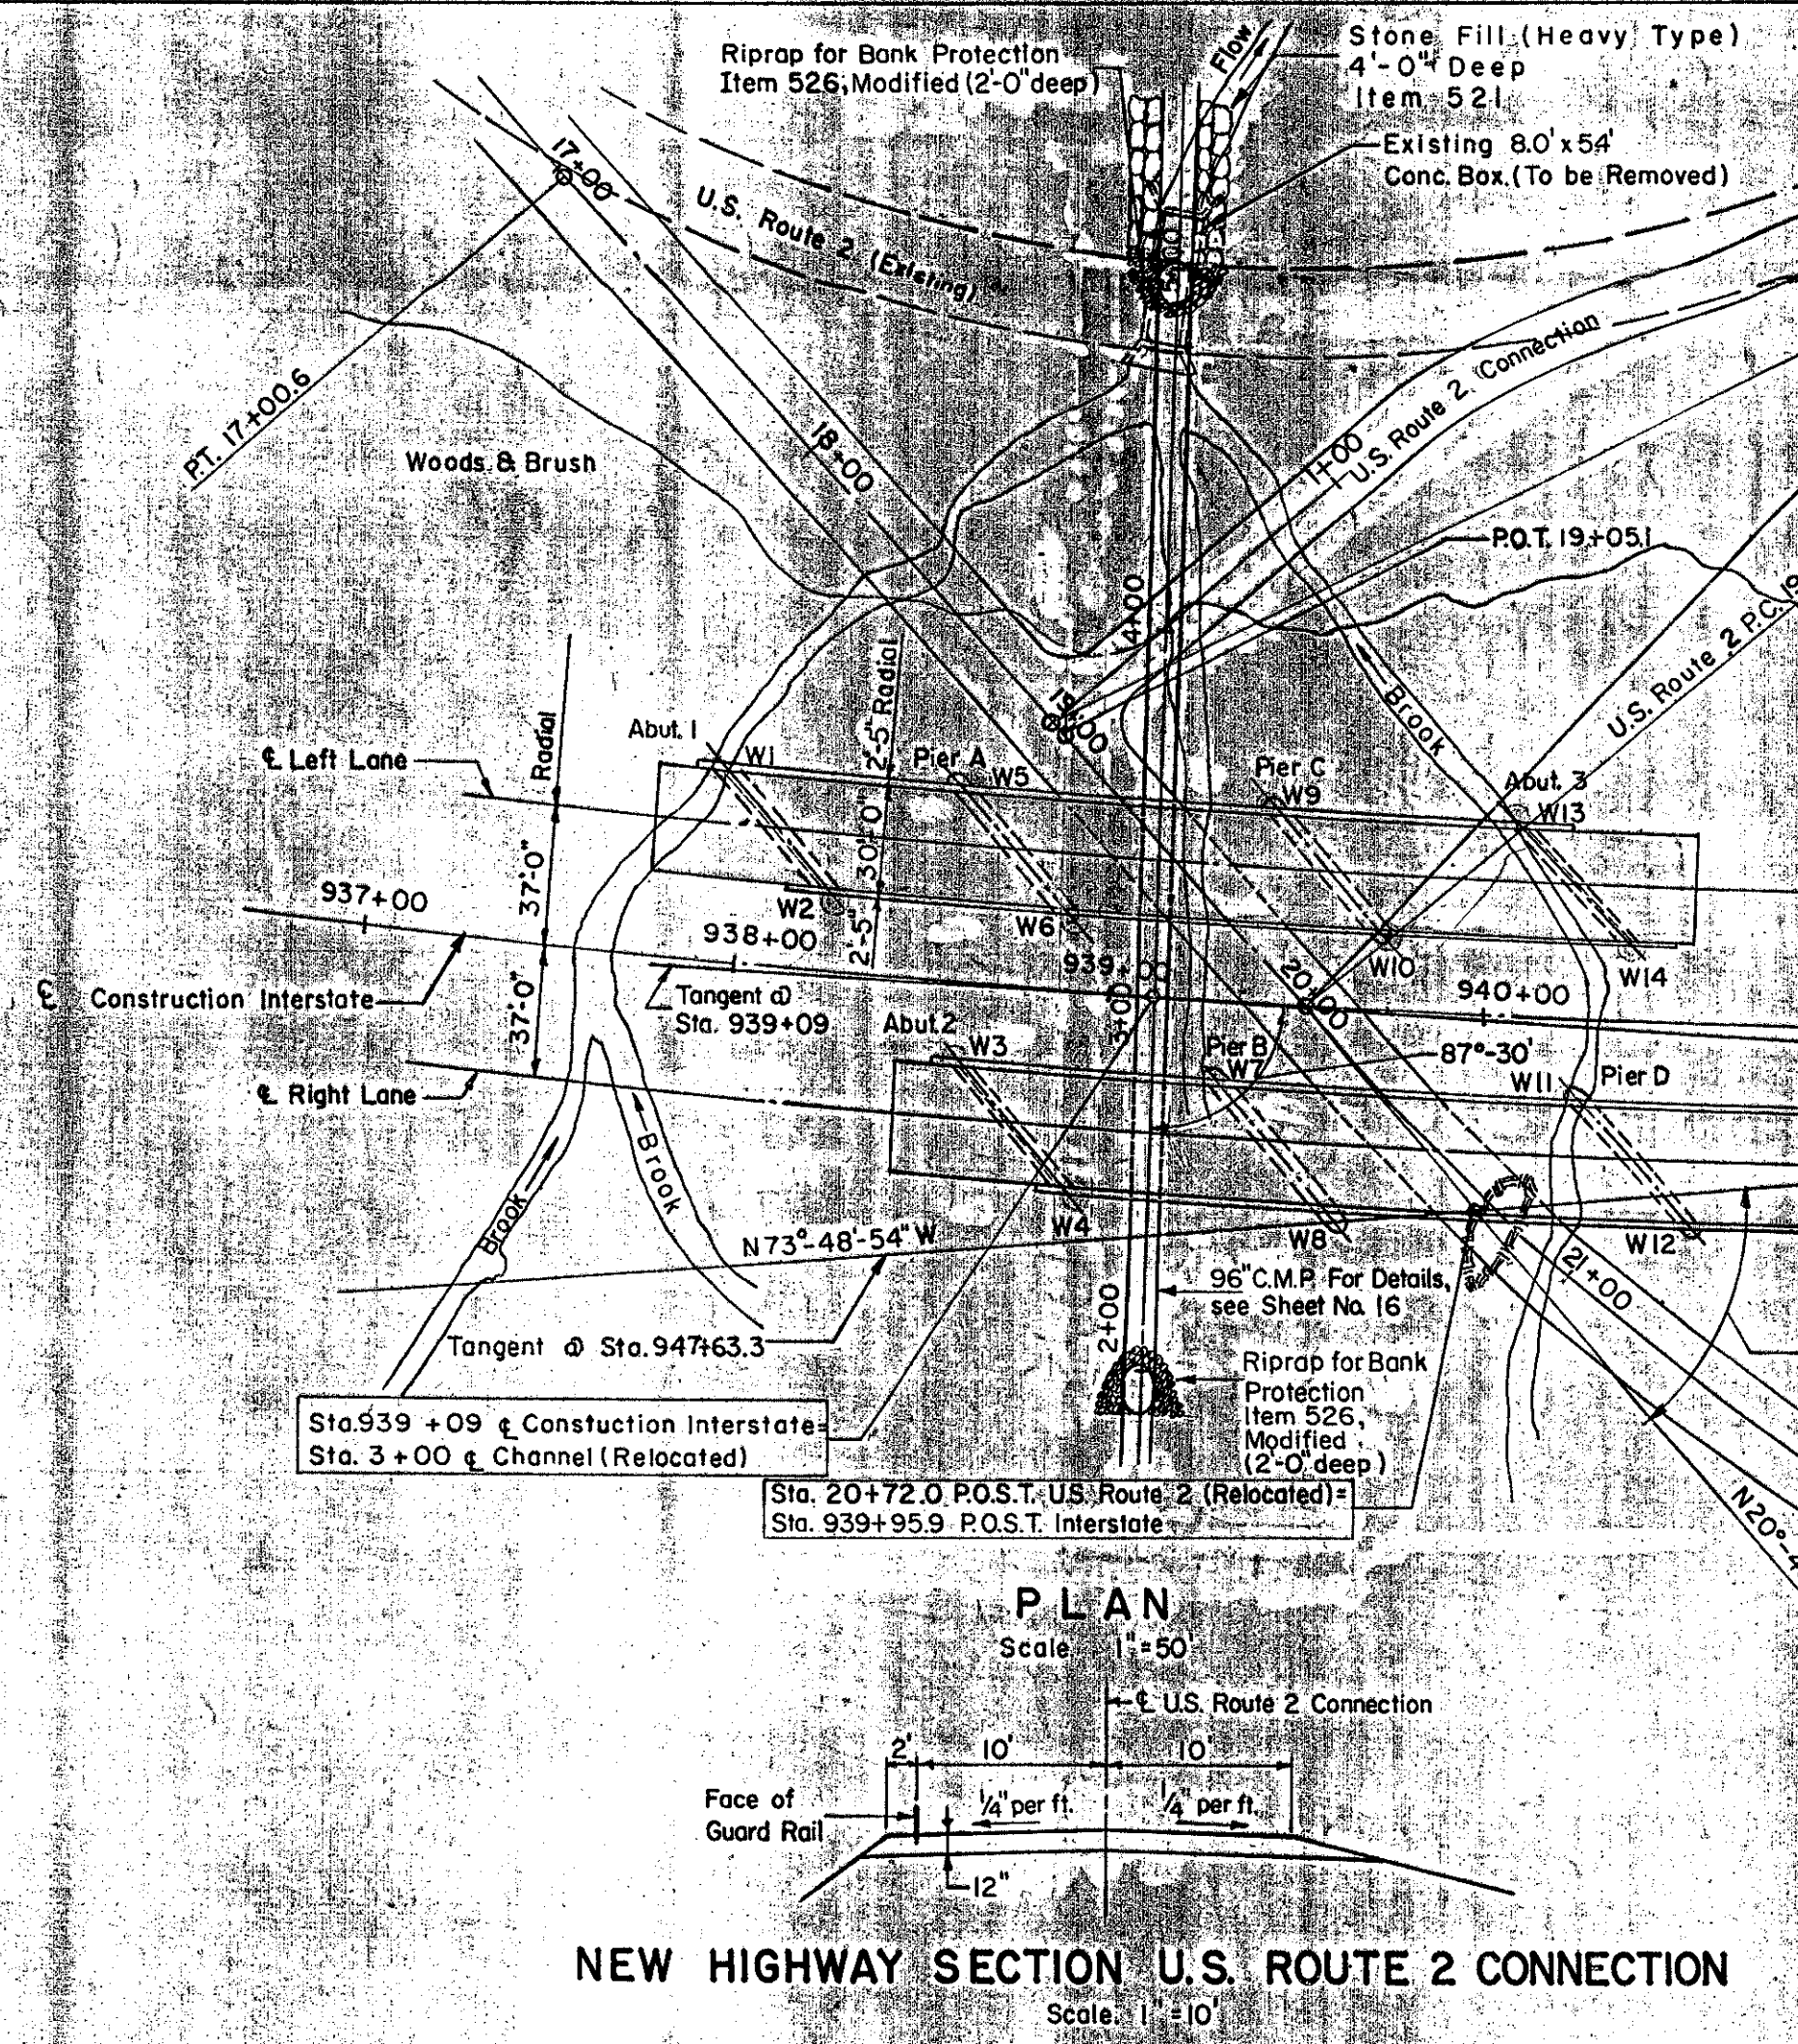 Riprap for Bank Protection
Item 526, Modified (2'-0" deep)
Flow
Stone Fill (Heavy Type)
4'-0"± Deep
Item 521
Existing 8.0' x 54'
Conc. Box. (To be Removed)
17+00
U.S. Route 2 (Existing)
P.T. 17+00.6
Woods & Brush
18+00
U.S. Route 2 Connection
1+00
U.S. Route 2
P.O.T. 19+05.1
4+00
19+00
Brook
U.S. Route 2 P.C. 19
Radial
2'-5" Radial
Abut. 1
W1
Pier A
W5
Pier C
W9
Abut. 3
W13
℄ Left Lane
37'-0"
30'-0"
937+00
W2
938+00
2'-5"
W6
939+00
W10
W14
℄ Construction Interstate
Tangent @
Sta. 939+09
3+00
20+00
940+00
37'-0"
Abut. 2
W3
Pier B
W7
87°-30'
W11
Pier D
℄ Right Lane
Brook
Brook
N73°-48'-54" W
W4
W8
W12
21+00
96" C.M.P. For Details,
see Sheet No. 16
2+00
Tangent @ Sta. 947+63.3
Riprap for Bank
Protection
Item 526,
Modified
(2'-0" deep)
Sta. 939 +09 ℄ Constuction Interstate=
Sta. 3 + 00 ℄ Channel (Relocated)
Sta. 20+72.0 P.O.S.T. U.S. Route 2 (Relocated)=
Sta. 939+95.9 P.O.S.T. Interstate
N20°-4
PLAN
Scale 1"=50'
℄ U.S. Route 2 Connection
2' 10' 10'
Face of
Guard Rail
1/4" per ft. 1/4" per ft.
12"
NEW HIGHWAY SECTION U.S. ROUTE 2 CONNECTION
Scale 1"=10'